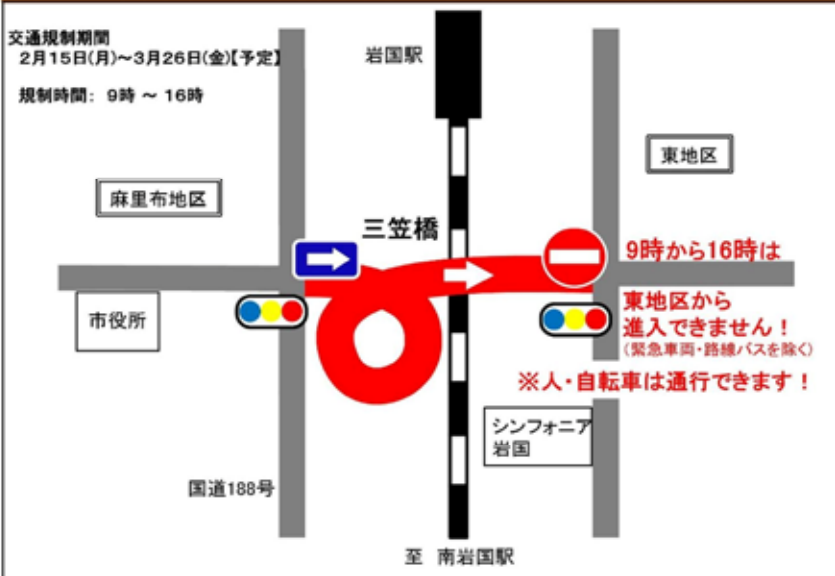 交通規制期間
2月15日(月)～3月26日(金)【予定】
規制時間： 9時 ～ 16時
岩国駅
東地区
麻里布地区
三笠橋
9時から16時は
東地区から
進入できません！
(緊急車両・路線バスを除く)
市役所
※人・自転車は通行できます！
シンフォニア
岩国
国道188号
至 南岩国駅